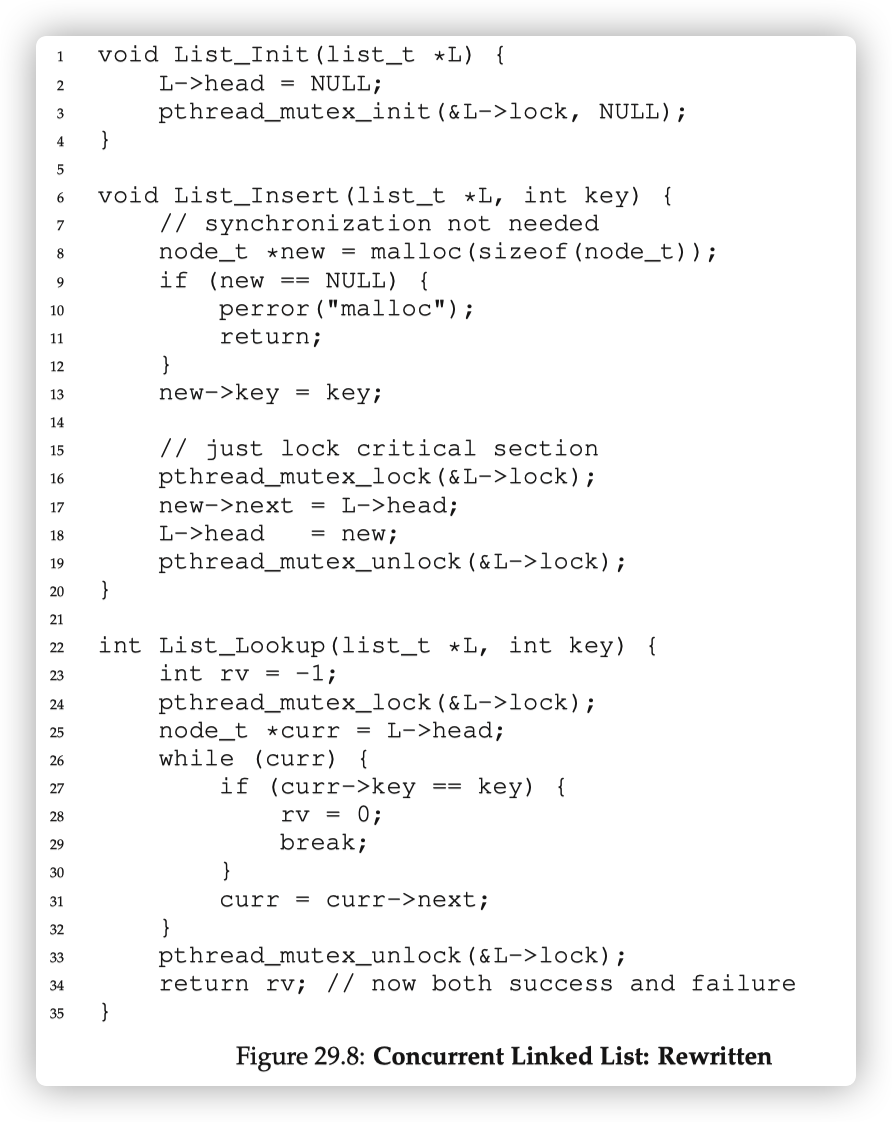 1 void List_Init(list_t *L) {
2 L->head = NULL;
3 pthread_mutex_init(&L->lock, NULL);
4 }
5
6 void List_Insert(list_t *L, int key) {
7 // synchronization not needed
8 node_t *new = malloc(sizeof(node_t));
9 if (new == NULL) {
10 perror("malloc");
11 return;
12 }
13 new->key = key;
14
15 // just lock critical section
16 pthread_mutex_lock(&L->lock);
17 new->next = L->head;
18 L->head   = new;
19 pthread_mutex_unlock(&L->lock);
20 }
21
22 int List_Lookup(list_t *L, int key) {
23 int rv = -1;
24 pthread_mutex_lock(&L->lock);
25 node_t *curr = L->head;
26 while (curr) {
27 if (curr->key == key) {
28 rv = 0;
29 break;
30 }
31 curr = curr->next;
32 }
33 pthread_mutex_unlock(&L->lock);
34 return rv; // now both success and failure
35 }
Figure 29.8: Concurrent Linked List: Rewritten